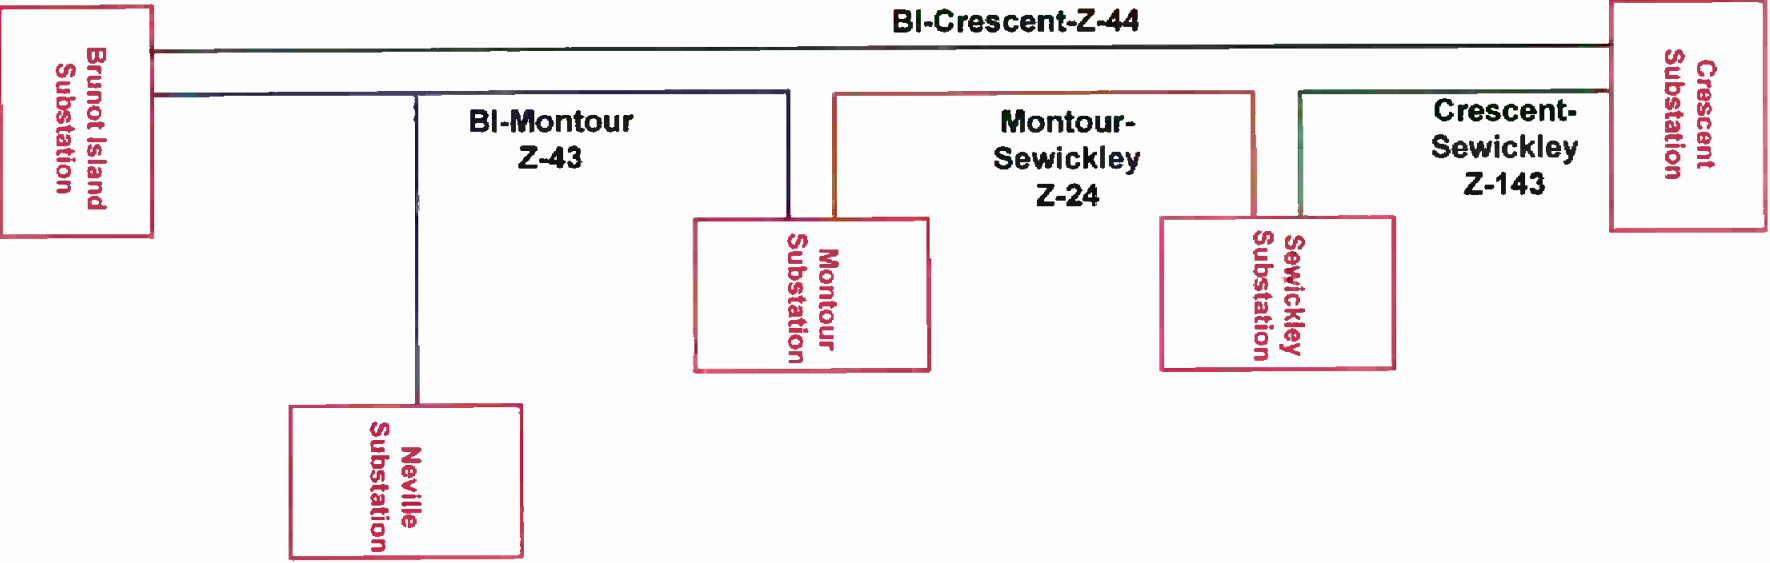 BI-Crescent-Z-44
Brunot Island
Substation
BI-Montour
Z-43
Montour-
Sewickley
Z-24
Crescent-
Sewickley
Z-143
Crescent
Substation
Montour
Substation
Sewickley
Substation
Neville
Substation